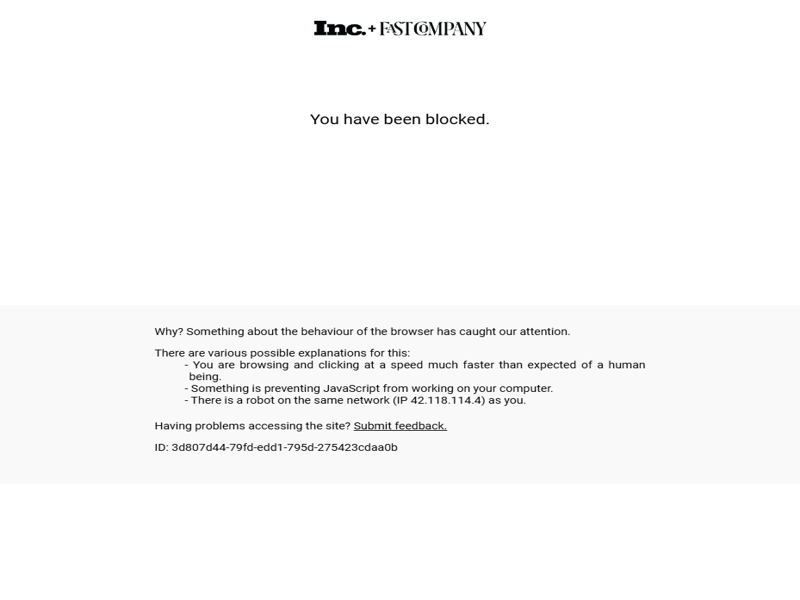 Inc. + FAST COMPANY
You have been blocked.
Why? Something about the behaviour of the browser has caught our attention.
There are various possible explanations for this:
- You are browsing and clicking at a speed much faster than expected of a human
being.
- Something is preventing JavaScript from working on your computer.
- There is a robot on the same network (IP 42.118.114.4) as you.
Having problems accessing the site? Submit feedback.
ID: 3d807d44-79fd-edd1-795d-275423cdaa0b